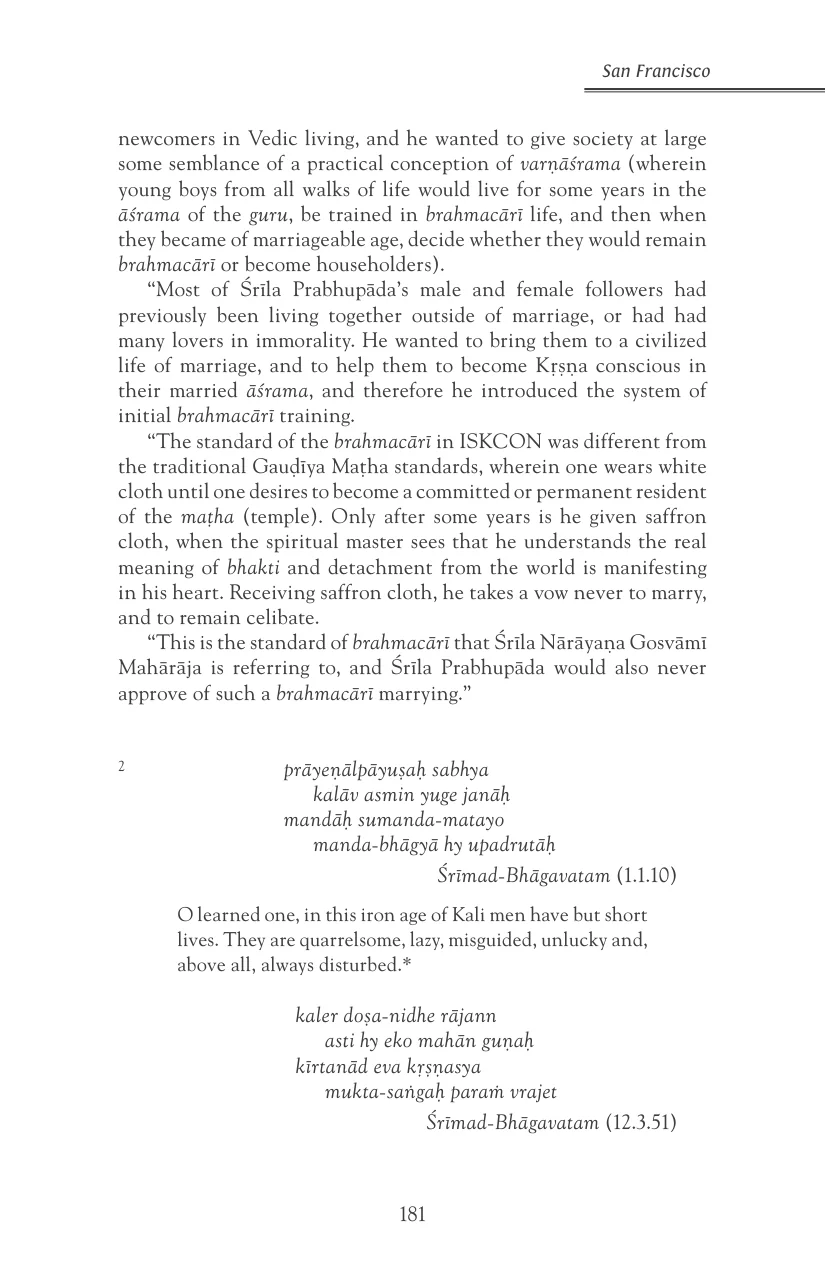 San Francisco
newcomers in Vedic living, and he wanted to give society at large
some semblance of a practical conception of varṇāśrama (wherein
young boys from all walks of life would live for some years in the
āśrama of the guru, be trained in brahmacārī life, and then when
they became of marriageable age, decide whether they would remain
brahmacārī or become householders).
“Most of Śrīla Prabhupāda’s male and female followers had
previously been living together outside of marriage, or had had
many lovers in immorality. He wanted to bring them to a civilized
life of marriage, and to help them to become Kṛṣṇa conscious in
their married āśrama, and therefore he introduced the system of
initial brahmacārī training.
“The standard of the brahmacārī in ISKCON was different from
the traditional Gauḍīya Maṭha standards, wherein one wears white
cloth until one desires to become a committed or permanent resident
of the maṭha (temple). Only after some years is he given saffron
cloth, when the spiritual master sees that he understands the real
meaning of bhakti and detachment from the world is manifesting
in his heart. Receiving saffron cloth, he takes a vow never to marry,
and to remain celibate.
“This is the standard of brahmacārī that Śrīla Nārāyaṇa Gosvāmī
Mahārāja is referring to, and Śrīla Prabhupāda would also never
approve of such a brahmacārī marrying.”
2 prāyeṇālpāyuṣaḥ sabhya
kalāv asmin yuge janāḥ
mandāḥ sumanda-matayo
manda-bhāgyā hy upadrutāḥ
Śrīmad-Bhāgavatam (1.1.10)
O learned one, in this iron age of Kali men have but short
lives. They are quarrelsome, lazy, misguided, unlucky and,
above all, always disturbed.*
kaler doṣa-nidhe rājann
asti hy eko mahān guṇaḥ
kīrtanād eva kṛṣṇasya
mukta-saṅgaḥ paraṁ vrajet
Śrīmad-Bhāgavatam (12.3.51)
181